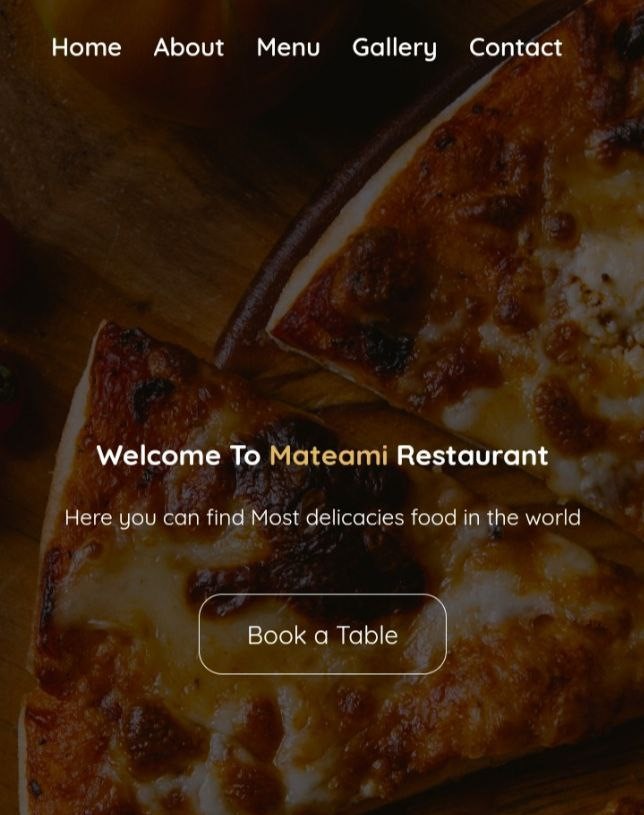 Home About Menu Gallery Contact
Welcome To Mateami Restaurant
Here you can find Most delicacies food in the world
Book a Table